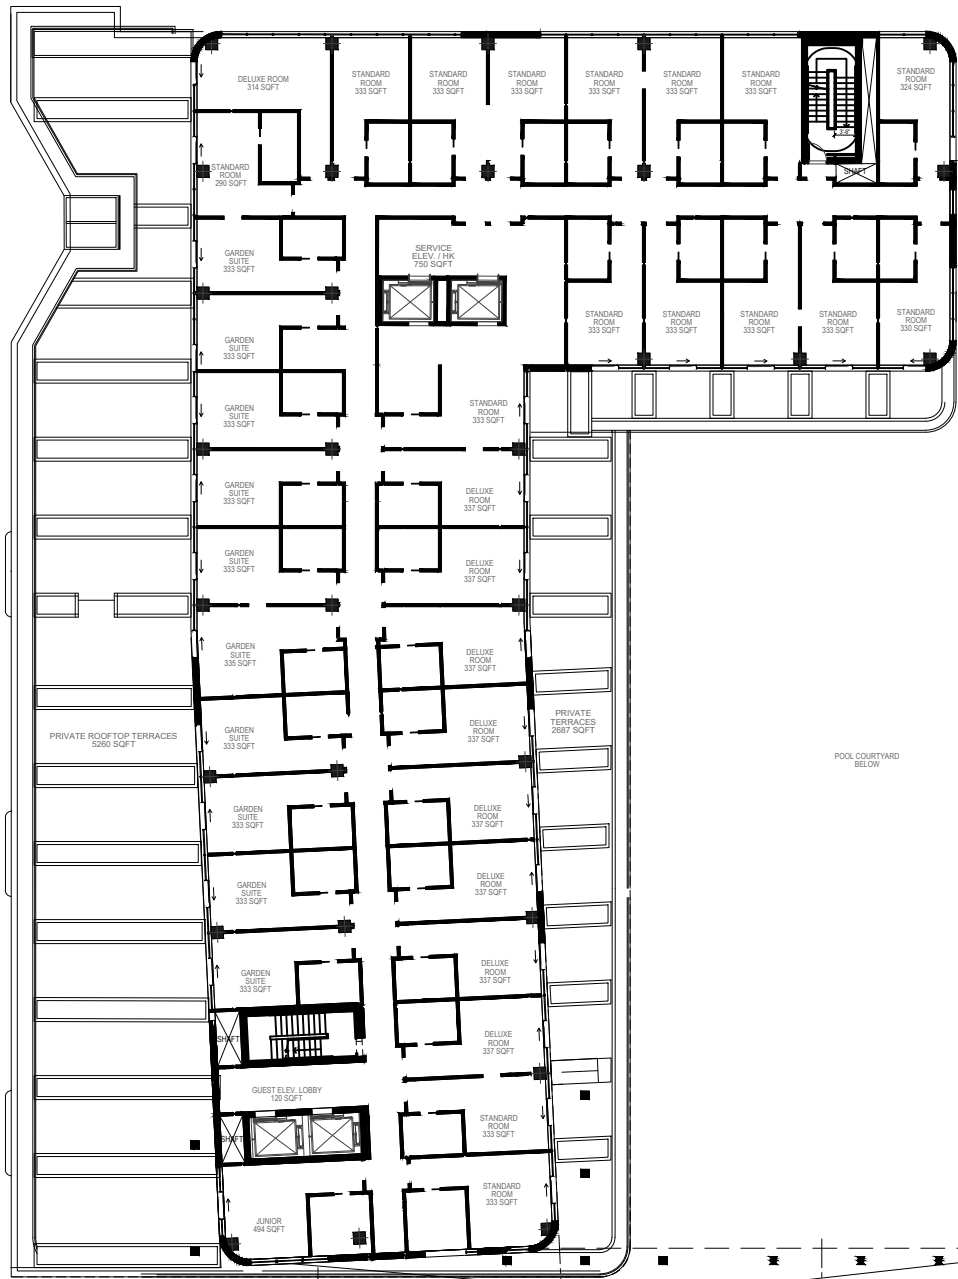 DELUXE ROOM
314 SQFT
STANDARD
ROOM
333 SQFT
STANDARD
ROOM
333 SQFT
STANDARD
ROOM
333 SQFT
STANDARD
ROOM
333 SQFT
STANDARD
ROOM
333 SQFT
STANDARD
ROOM
333 SQFT
STANDARD
ROOM
324 SQFT
3'-6"
SHAFT
STANDARD
ROOM
290 SQFT
GARDEN
SUITE
333 SQFT
SERVICE
ELEV. / HK
750 SQFT
STANDARD
ROOM
333 SQFT
STANDARD
ROOM
333 SQFT
STANDARD
ROOM
333 SQFT
STANDARD
ROOM
333 SQFT
STANDARD
ROOM
330 SQFT
GARDEN
SUITE
333 SQFT
GARDEN
SUITE
333 SQFT
STANDARD
ROOM
333 SQFT
GARDEN
SUITE
333 SQFT
DELUXE
ROOM
337 SQFT
GARDEN
SUITE
333 SQFT
DELUXE
ROOM
337 SQFT
GARDEN
SUITE
335 SQFT
DELUXE
ROOM
337 SQFT
PRIVATE ROOFTOP TERRACES
5260 SQFT
GARDEN
SUITE
333 SQFT
DELUXE
ROOM
337 SQFT
PRIVATE
TERRACES
2687 SQFT
POOL COURTYARD
BELOW
GARDEN
SUITE
333 SQFT
DELUXE
ROOM
337 SQFT
GARDEN
SUITE
333 SQFT
DELUXE
ROOM
337 SQFT
GARDEN
SUITE
333 SQFT
DELUXE
ROOM
337 SQFT
SHAFT
DELUXE
ROOM
337 SQFT
GUEST ELEV. LOBBY
120 SQFT
SHAFT
STANDARD
ROOM
333 SQFT
JUNIOR
494 SQFT
STANDARD
ROOM
333 SQFT